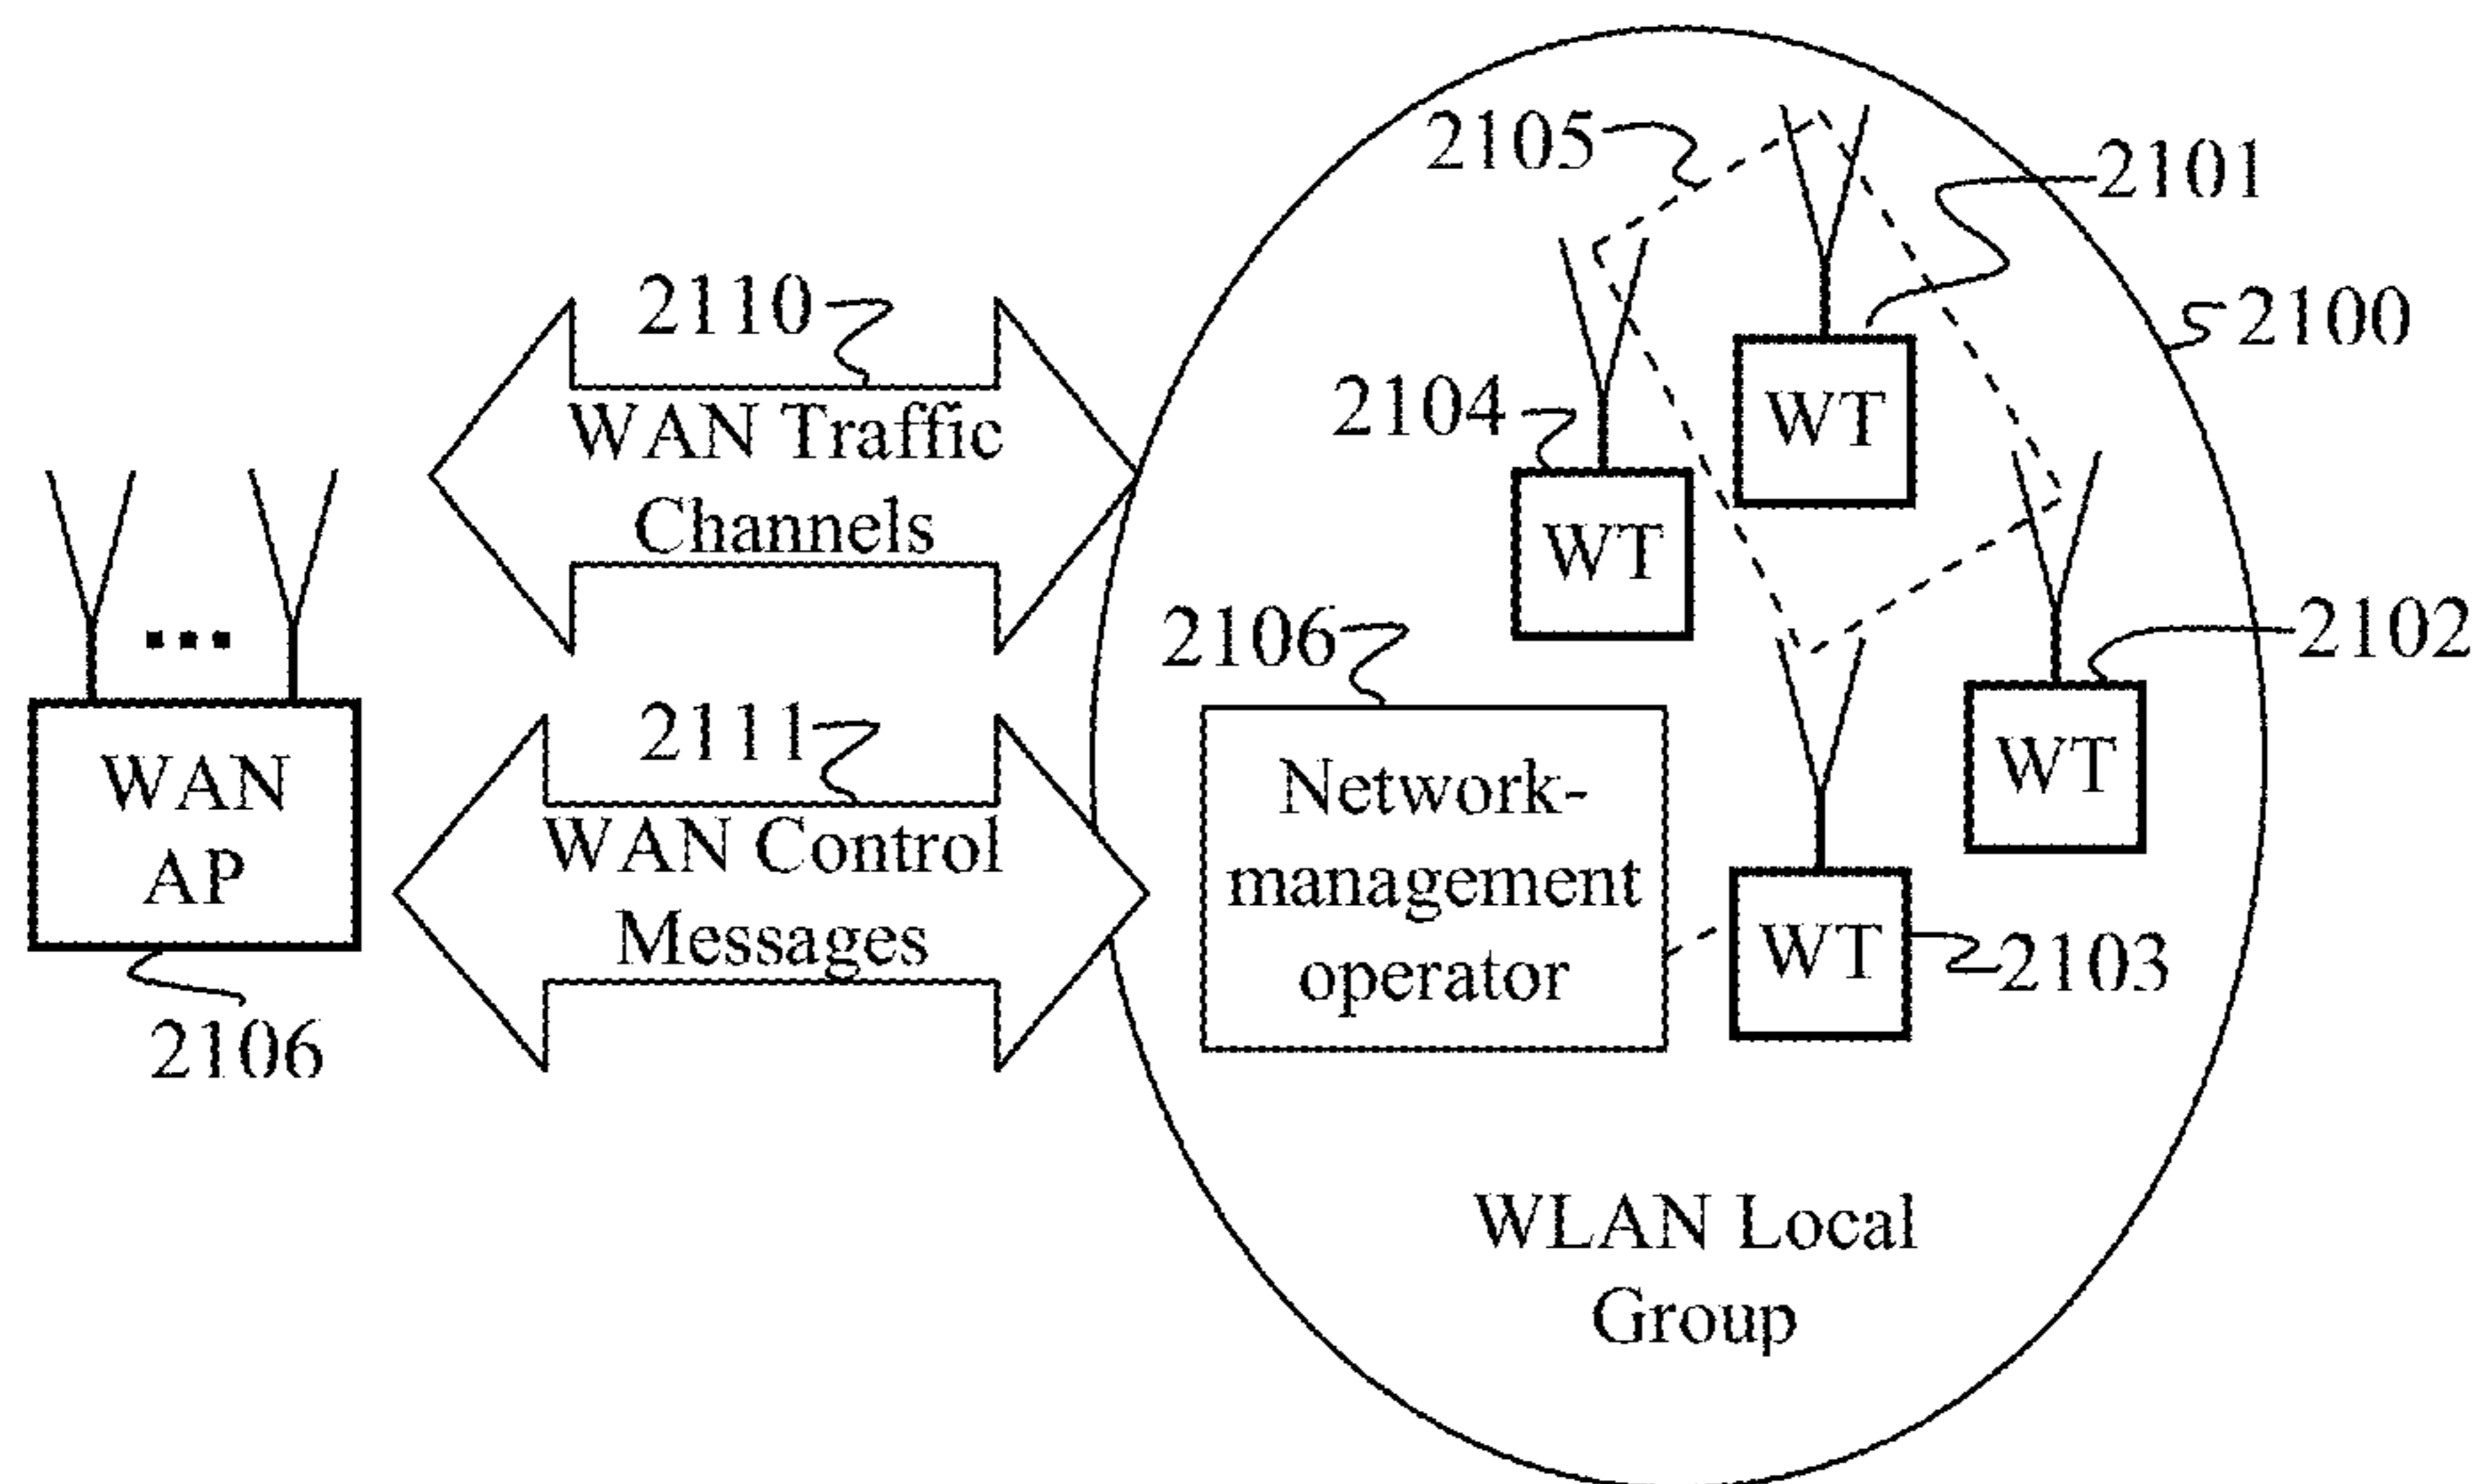 2105
2101
2110
2100
WAN Traffic
Channels
2104
WT
WT
2106
2102
2111
WAN
AP
WAN Control
Messages
Network-
management
operator
WT
WT
2103
2106
WLAN Local
Group